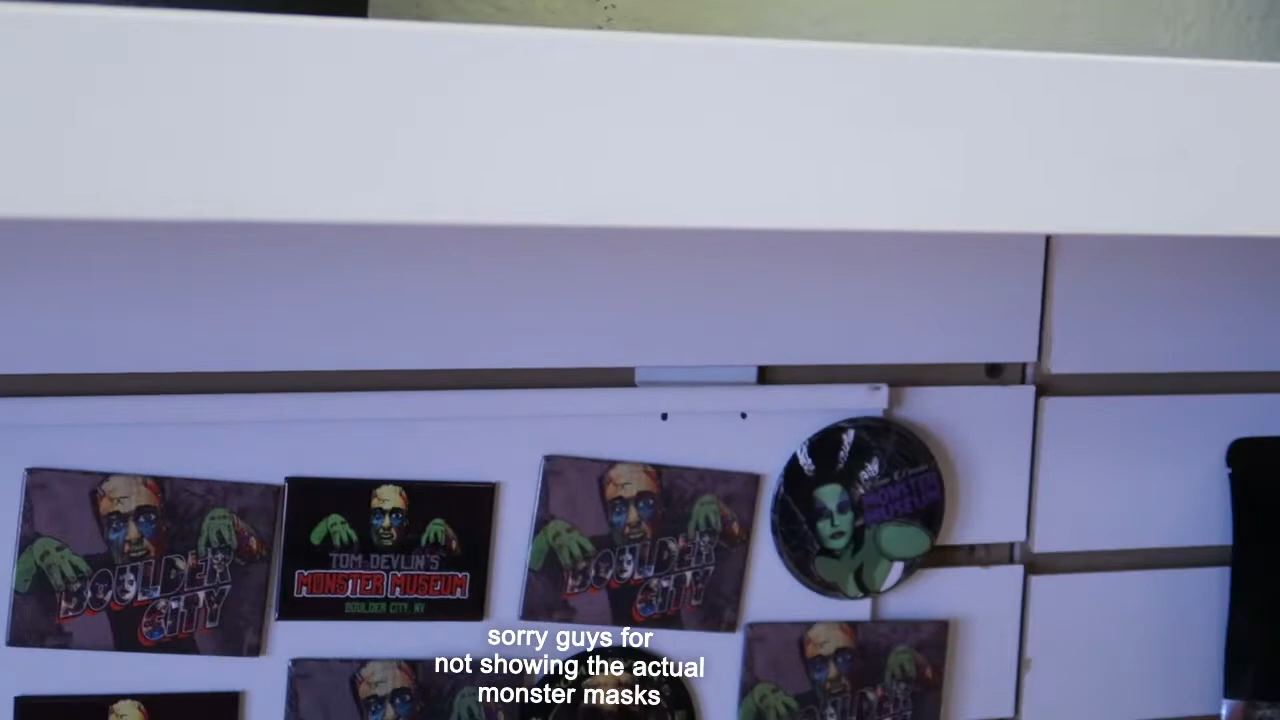 BOULDER
CITY
TOM DEVLIN'S
MONSTER MUSEUM
BOULDER CITY, NV
BOULDER
CITY
MONSTER
MUSEUM
sorry guys for
not showing the actual
monster masks